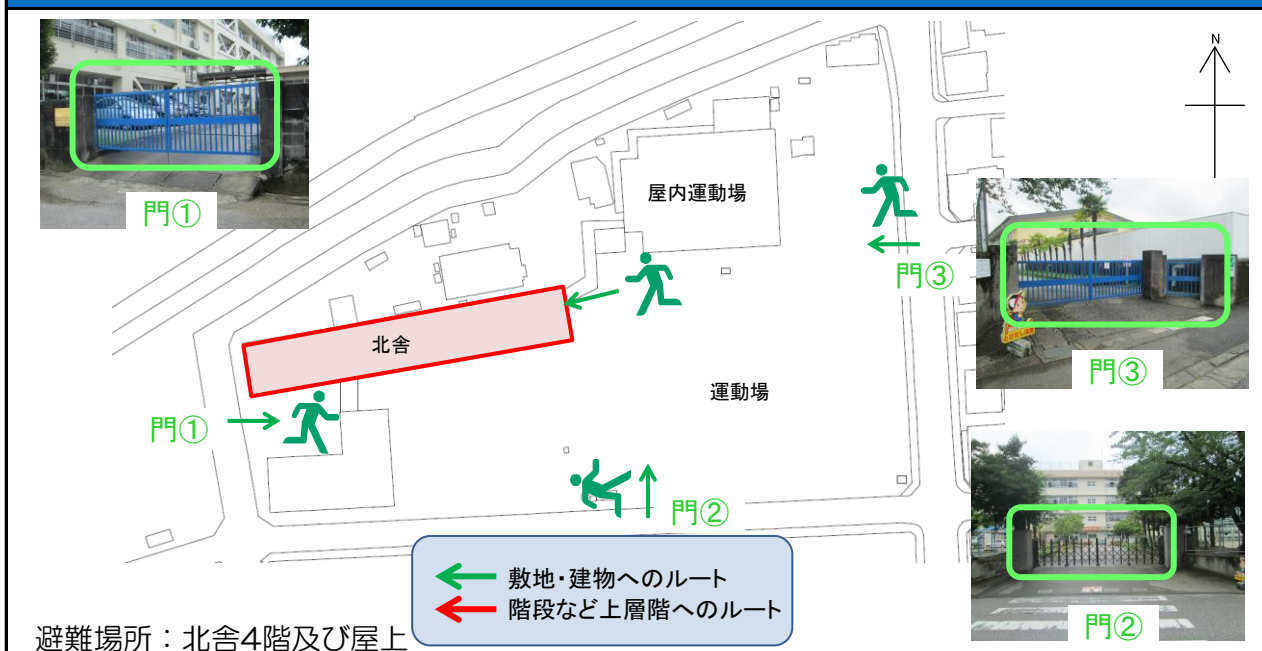 N
門①
屋内運動場
門③
北舎
運動場
門③
門①
門②
敷地・建物へのルート
階段など上層階へのルート
門②
避難場所：北舎4階及び屋上